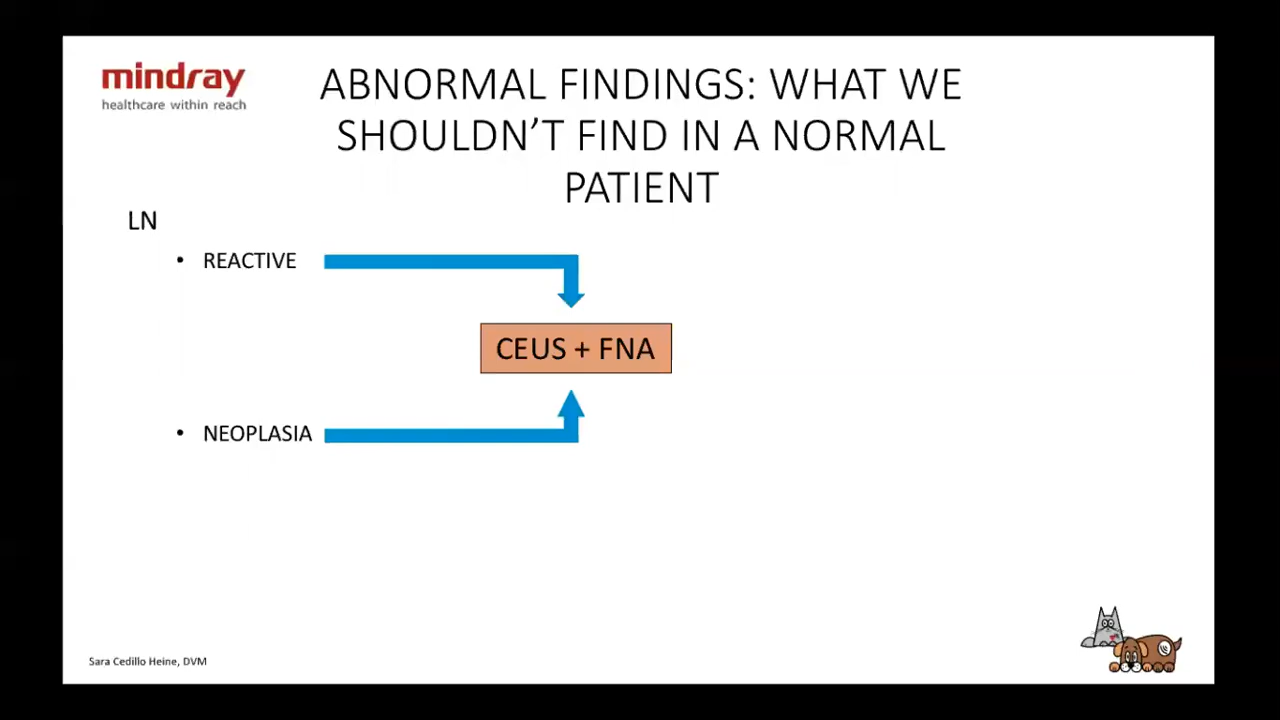 mindray
healthcare within reach
ABNORMAL FINDINGS: WHAT WE
SHOULDN'T FIND IN A NORMAL
PATIENT
LN
• REACTIVE
CEUS + FNA
• NEOPLASIA
Sara Cedillo Heine, DVM